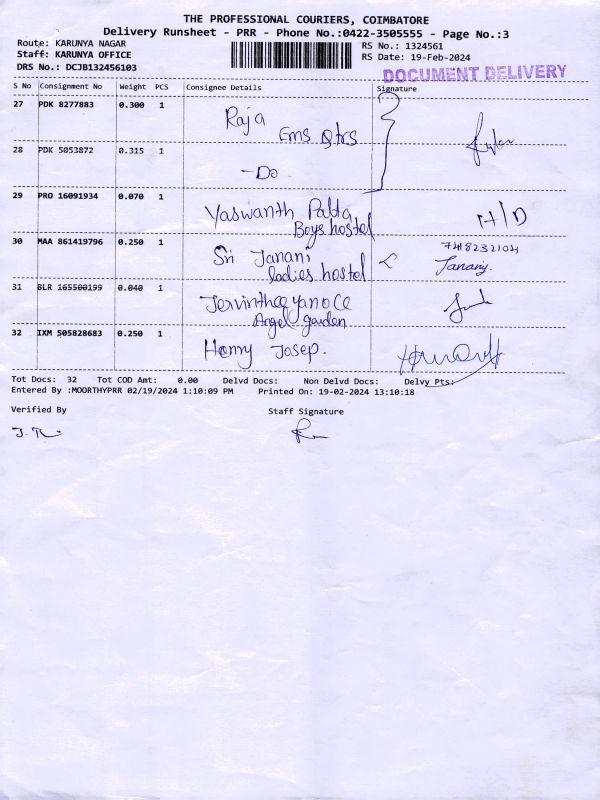 THE PROFESSIONAL COURIERS, COIMBATORE
Delivery Runsheet - PRR - Phone No.:0422-3505555 - Page No.:3
Route: KARUNYA NAGAR
Staff: KARUNYA OFFICE
DRS No.: DCJB132456103
RS No.: 1324561
RS Date: 19-Feb-2024
DOCUMENT DELIVERY
S No Consignment No Weight PCS Consignee Details Signature
27 PDK 8277883 0.300 1
Raja
Ems Qtrs
28 PDK 5053872 0.315 1
-Do
29 PRO 16091934 0.070 1
Yaswanth Patta H/D
Boys hostel
30 MAA 861419796 0.250 1
Sri Janani
ladies hostel
Janany.
31 BLR 165500199 0.040 1
Angel garden
32 IXM 505828683 0.250 1
Henry Josep.
Tot Docs: 32 Tot COD Amt: 0.00 Delvd Docs: Non Delvd Docs: Delvy Pts:
Entered By :MOORTHYPRR 02/19/2024 1:10:09 PM Printed On: 19-02-2024 13:10:18
Verified By Staff Signature